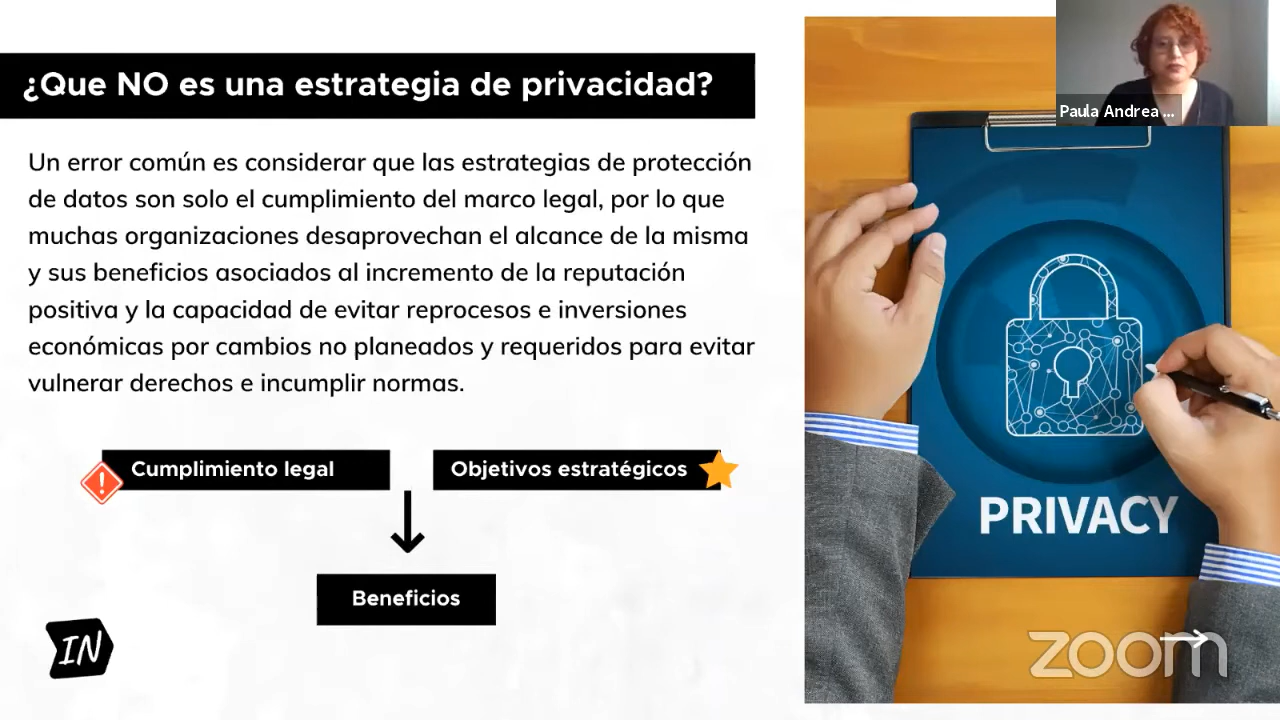 ¿Que NO es una estrategia de privacidad?
Paula Andrea ...
Un error común es considerar que las estrategias de protección
de datos son solo el cumplimiento del marco legal, por lo que
muchas organizaciones desaprovechan el alcance de la misma
y sus beneficios asociados al incremento de la reputación
positiva y la capacidad de evitar reprocesos e inversiones
económicas por cambios no planeados y requeridos para evitar
vulnerar derechos e incumplir normas.
Cumplimiento legal
Objetivos estratégicos
Beneficios
IN
PRIVACY
zoom